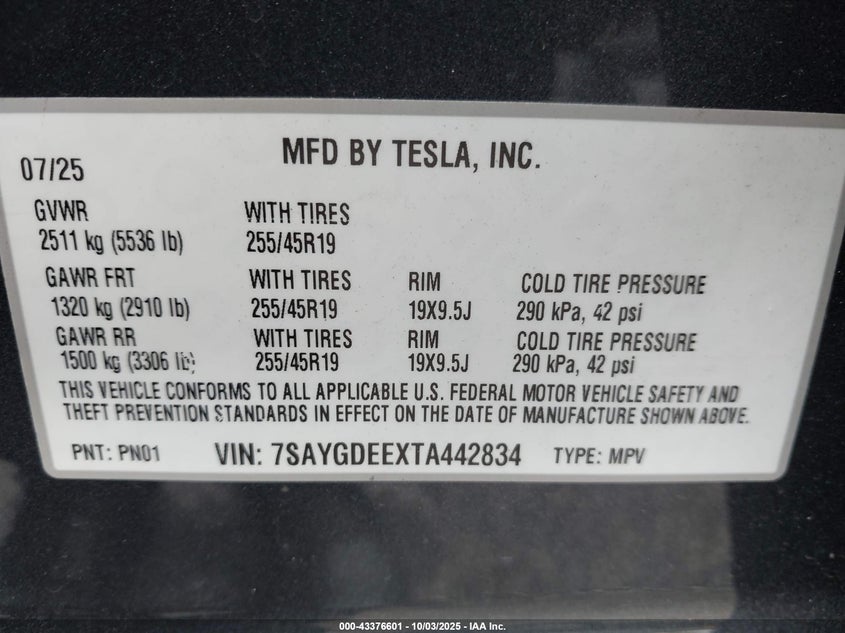 MFD BY TESLA, INC.
07/25
GVWR WITH TIRES
2511 kg (5536 lb) 255/45R19
GAWR FRT WITH TIRES RIM COLD TIRE PRESSURE
1320 kg (2910 lb) 255/45R19 19X9.5J 290 kPa, 42 psi
GAWR RR WITH TIRES RIM COLD TIRE PRESSURE
1500 kg (3306 lb) 255/45R19 19X9.5J 290 kPa, 42 psi
THIS VEHICLE CONFORMS TO ALL APPLICABLE U.S. FEDERAL MOTOR VEHICLE SAFETY AND
THEFT PREVENTION STANDARDS IN EFFECT ON THE DATE OF MANUFACTURE SHOWN ABOVE.
PNT: PN01 VIN: 7SAYGDEEXTA442834 TYPE: MPV
000-43376601 - 10/03/2025 - IAA Inc.